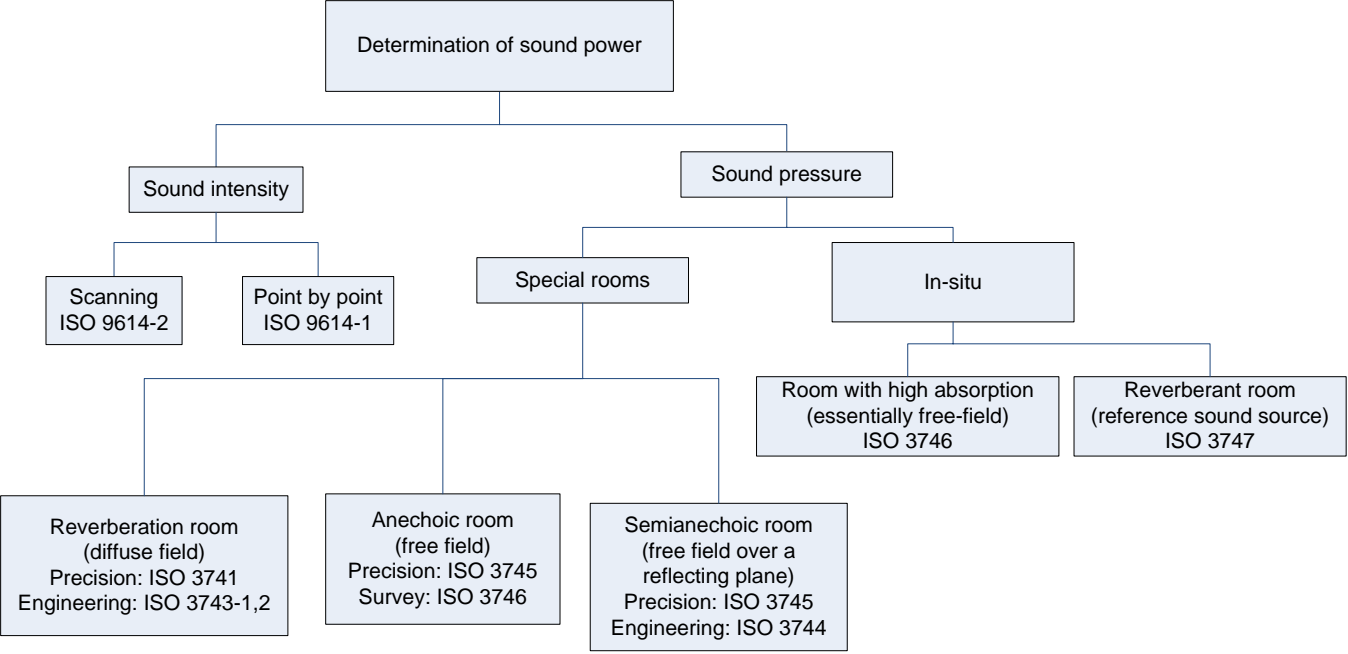 Determination of sound power
Sound intensity
Sound pressure
Scanning
ISO 9614-2
Point by point
ISO 9614-1
Special rooms
In-situ
Room with high absorption
(essentially free-field)
ISO 3746
Reverberant room
(reference sound source)
ISO 3747
Reverberation room
(diffuse field)
Precision: ISO 3741
Engineering: ISO 3743-1,2
Anechoic room
(free field)
Precision: ISO 3745
Survey: ISO 3746
Semianechoic room
(free field over a
reflecting plane)
Precision: ISO 3745
Engineering: ISO 3744